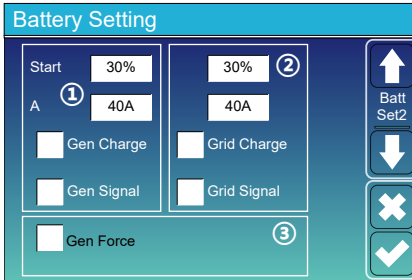 Battery Setting
Start 30% 30% ②
A ① 40A 40A
Batt
Set2
Gen Charge Grid Charge
Gen Signal Grid Signal
Gen Force ③